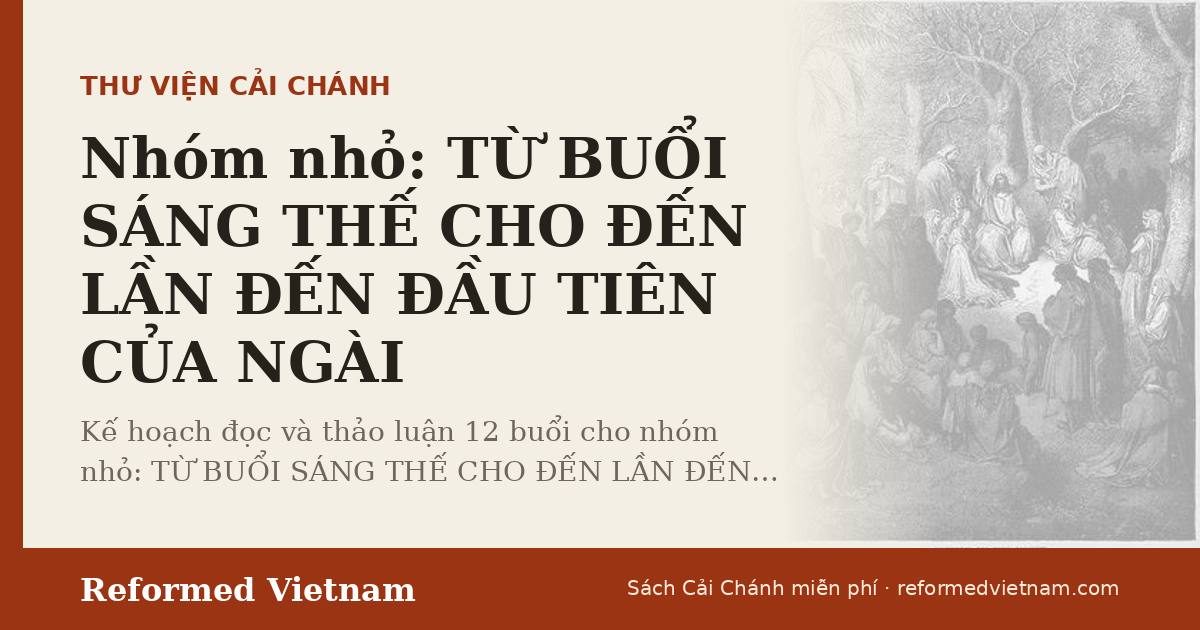 THƯ VIỆN CẢI CHÁNH
Nhóm nhỏ: TỪ BUỔI
SÁNG THẾ CHO ĐẾN
LẦN ĐẾN ĐẦU TIÊN
CỦA NGÀI
Kế hoạch đọc và thảo luận 12 buổi cho nhóm
nhỏ: TỪ BUỔI SÁNG THẾ CHO ĐẾN LẦN ĐẾN...
Reformed Vietnam
Sách Cải Chánh miễn phí · reformedvietnam.com